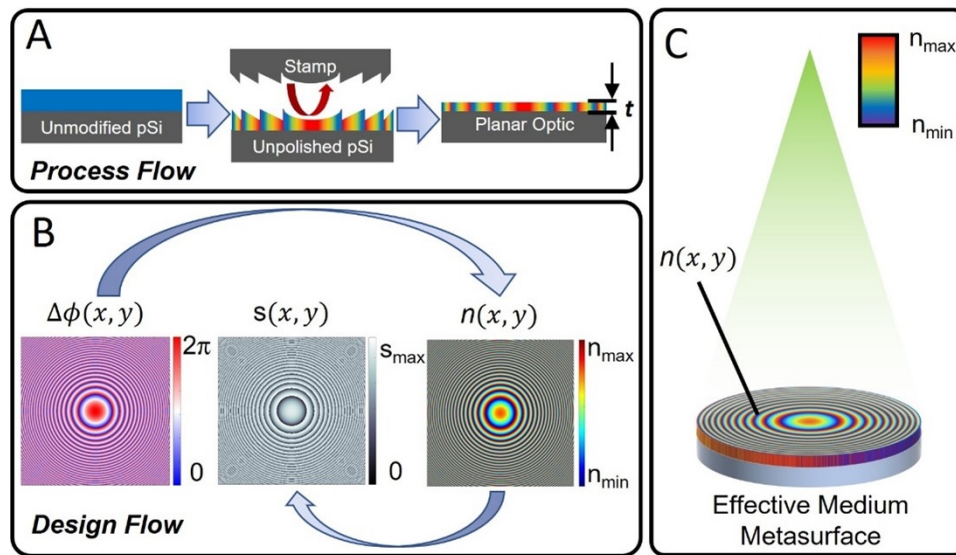 A
Stamp
Unmodified pSi
Unpolished pSi
Planar Optic
t
Process Flow
B
Δϕ(x, y)
s(x, y)
n(x, y)
2π
0
s_max
0
n_max
n_min
Design Flow
C
n_max
n_min
n(x, y)
Effective Medium
Metasurface